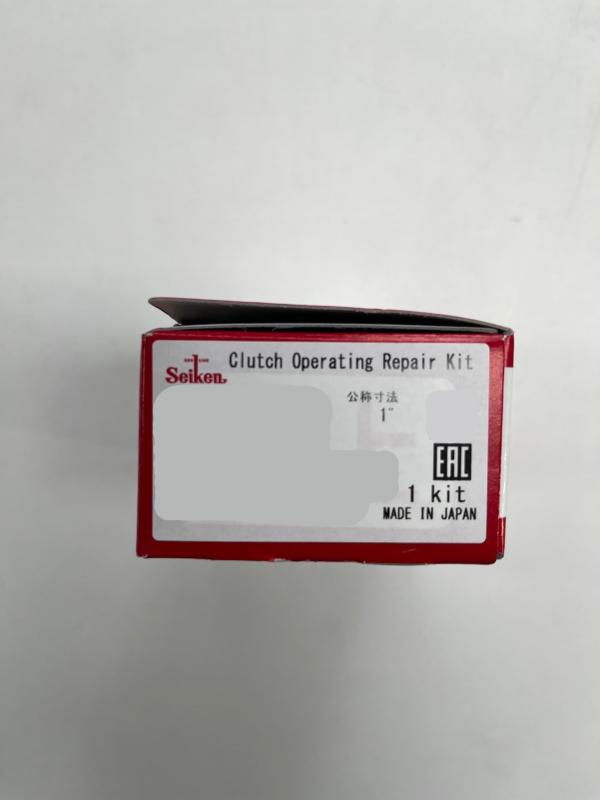 Seiken
Clutch Operating Repair Kit
公称寸法
1"
EAC
1 kit
MADE IN JAPAN